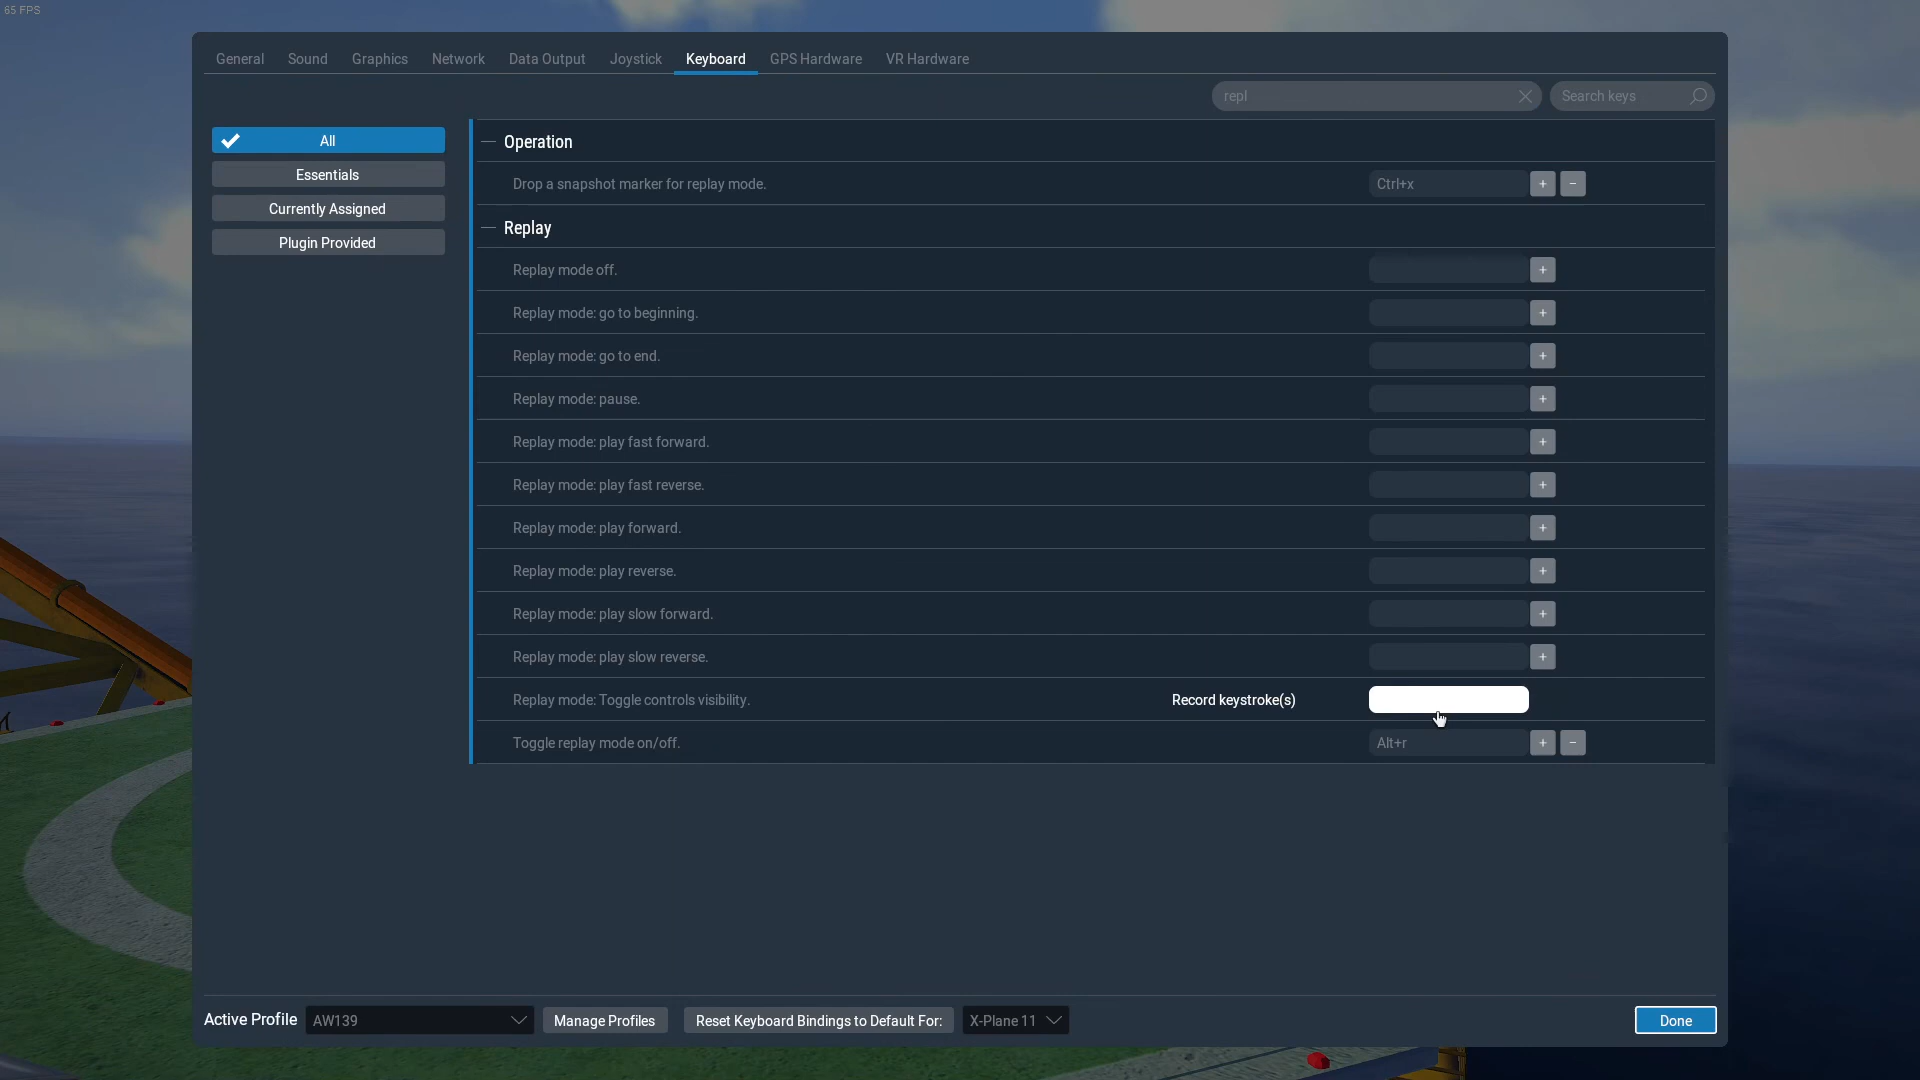 65 FPS
General Sound Graphics Network Data Output Joystick Keyboard GPS Hardware VR Hardware
repl Search keys
All
Essentials
Currently Assigned
Plugin Provided
Operation
Drop a snapshot marker for replay mode. Ctrl+x + -
Replay
Replay mode off. +
Replay mode: go to beginning. +
Replay mode: go to end. +
Replay mode: pause. +
Replay mode: play fast forward. +
Replay mode: play fast reverse. +
Replay mode: play forward. +
Replay mode: play reverse. +
Replay mode: play slow forward. +
Replay mode: play slow reverse. +
Replay mode: Toggle controls visibility. Record keystroke(s)
Toggle replay mode on/off. Alt+r + -
Active Profile AW139 Manage Profiles Reset Keyboard Bindings to Default For: X-Plane 11 Done